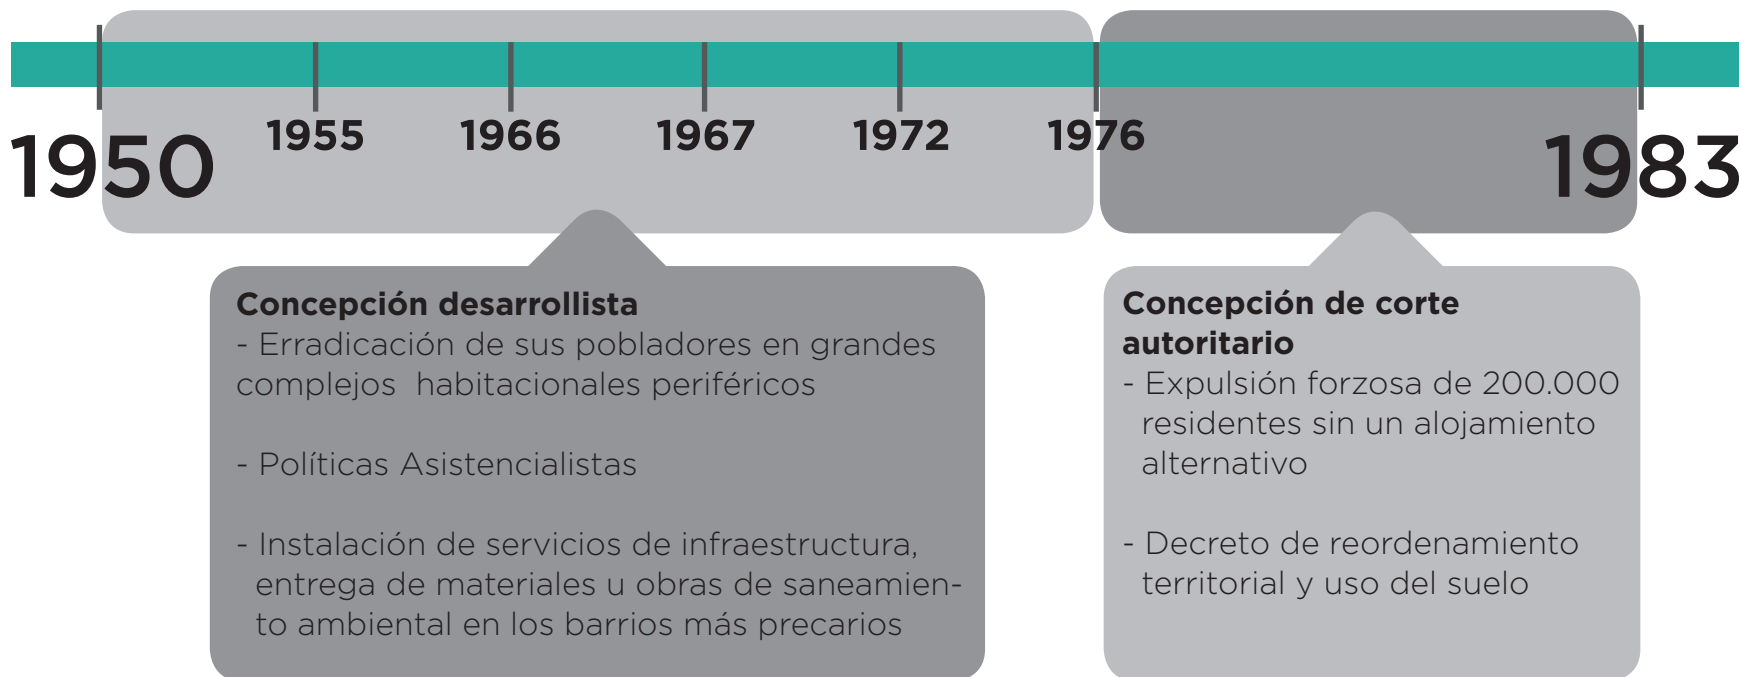 1950
1955
1966
1967
1972
1976
1983
Concepción desarrollista
- Erradicación de sus pobladores en grandes
complejos habitacionales periféricos
- Políticas Asistencialistas
- Instalación de servicios de infraestructura,
entrega de materiales u obras de saneamien-
to ambiental en los barrios más precarios
Concepción de corte
autoritario
- Expulsión forzosa de 200.000
residentes sin un alojamiento
alternativo
- Decreto de reordenamiento
territorial y uso del suelo